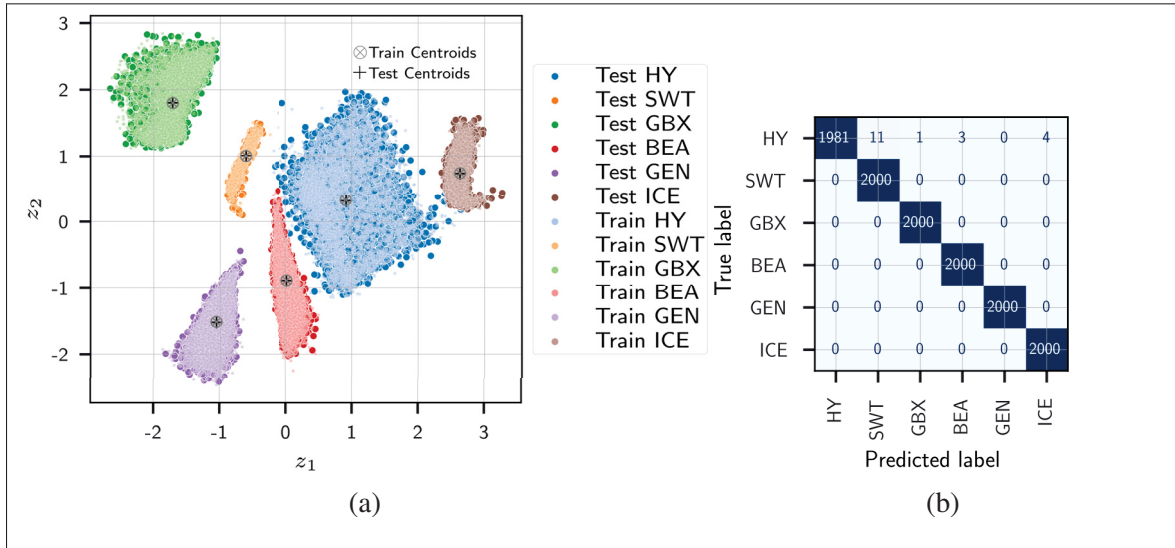 3
2
1
0
-1
-2
z2
-2 -1 0 1 2 3
z1
Train Centroids
Test Centroids
Test HY
Test SWT
Test GBX
Test BEA
Test GEN
Test ICE
Train HY
Train SWT
Train GBX
Train BEA
Train GEN
Train ICE
(a)
True label
HY 1981 11 1 3 0 4
SWT 0 2000 0 0 0 0
GBX 0 0 2000 0 0 0
BEA 0 0 0 2000 0 0
GEN 0 0 0 0 2000 0
ICE 0 0 0 0 0 2000
HY SWT GBX BEA GEN ICE
Predicted label
(b)